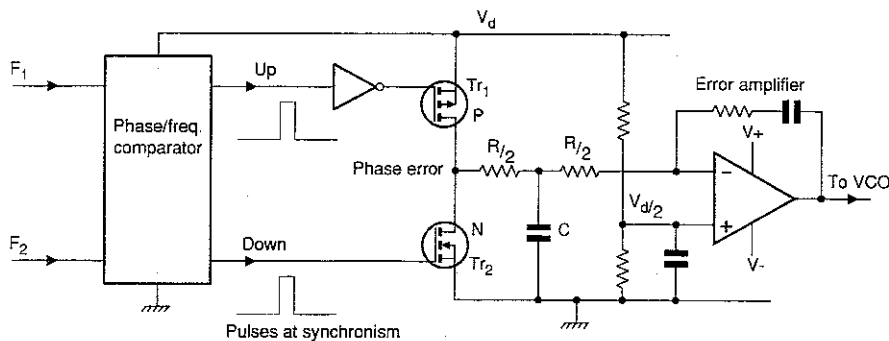 V_d
F_1
Up
Tr_1
P
Error amplifier
Phase/freq.
comparator
R/2
R/2
V+
Phase error
−
To VCO
V_d/2
+
F_2
Down
N
C
Tr_2
V-
Pulses at synchronism